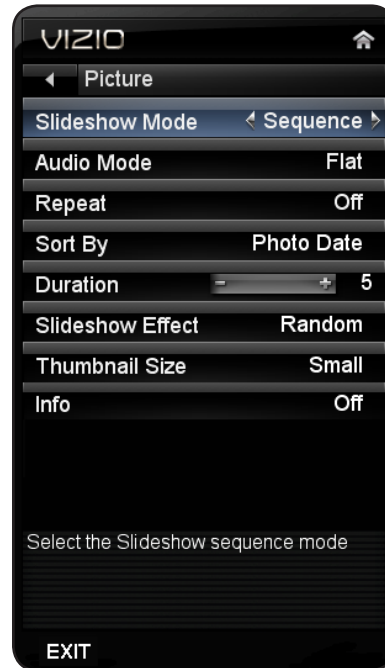 VIZIO
Picture
Slideshow Mode Sequence
Audio Mode Flat
Repeat Off
Sort By Photo Date
Duration - + 5
Slideshow Effect Random
Thumbnail Size Small
Info Off
Select the Slideshow sequence mode
EXIT